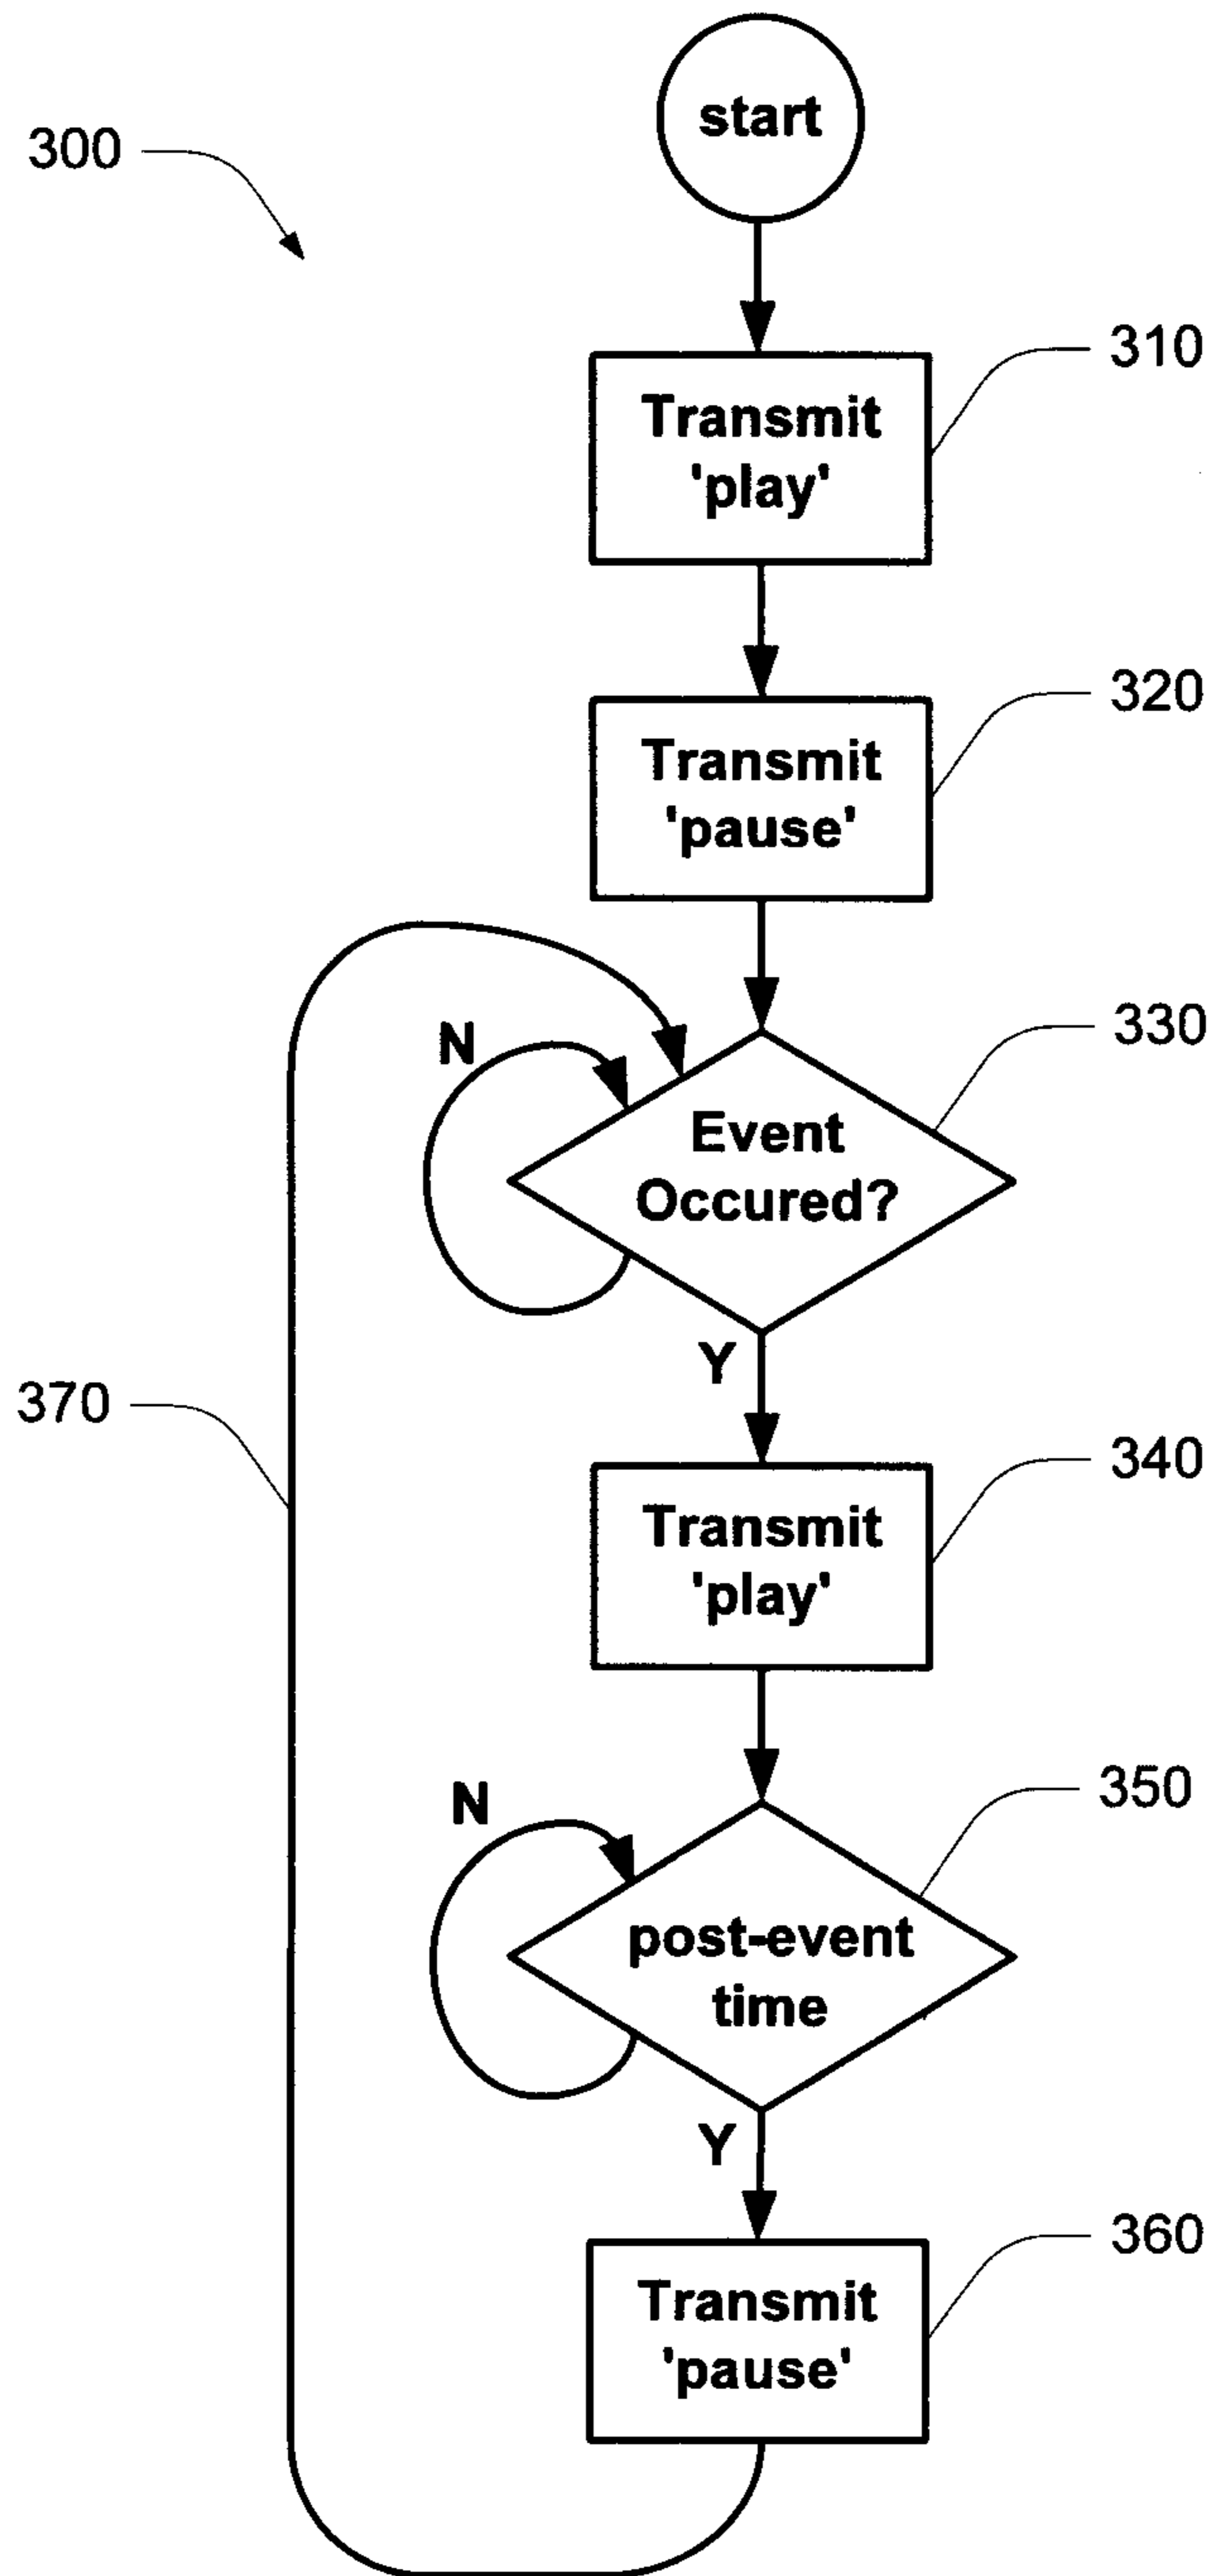 start
300
310
Transmit
'play'
320
Transmit
'pause'
330
N
Event
Occured?
Y
370
340
Transmit
'play'
350
N
post-event
time
Y
360
Transmit
'pause'